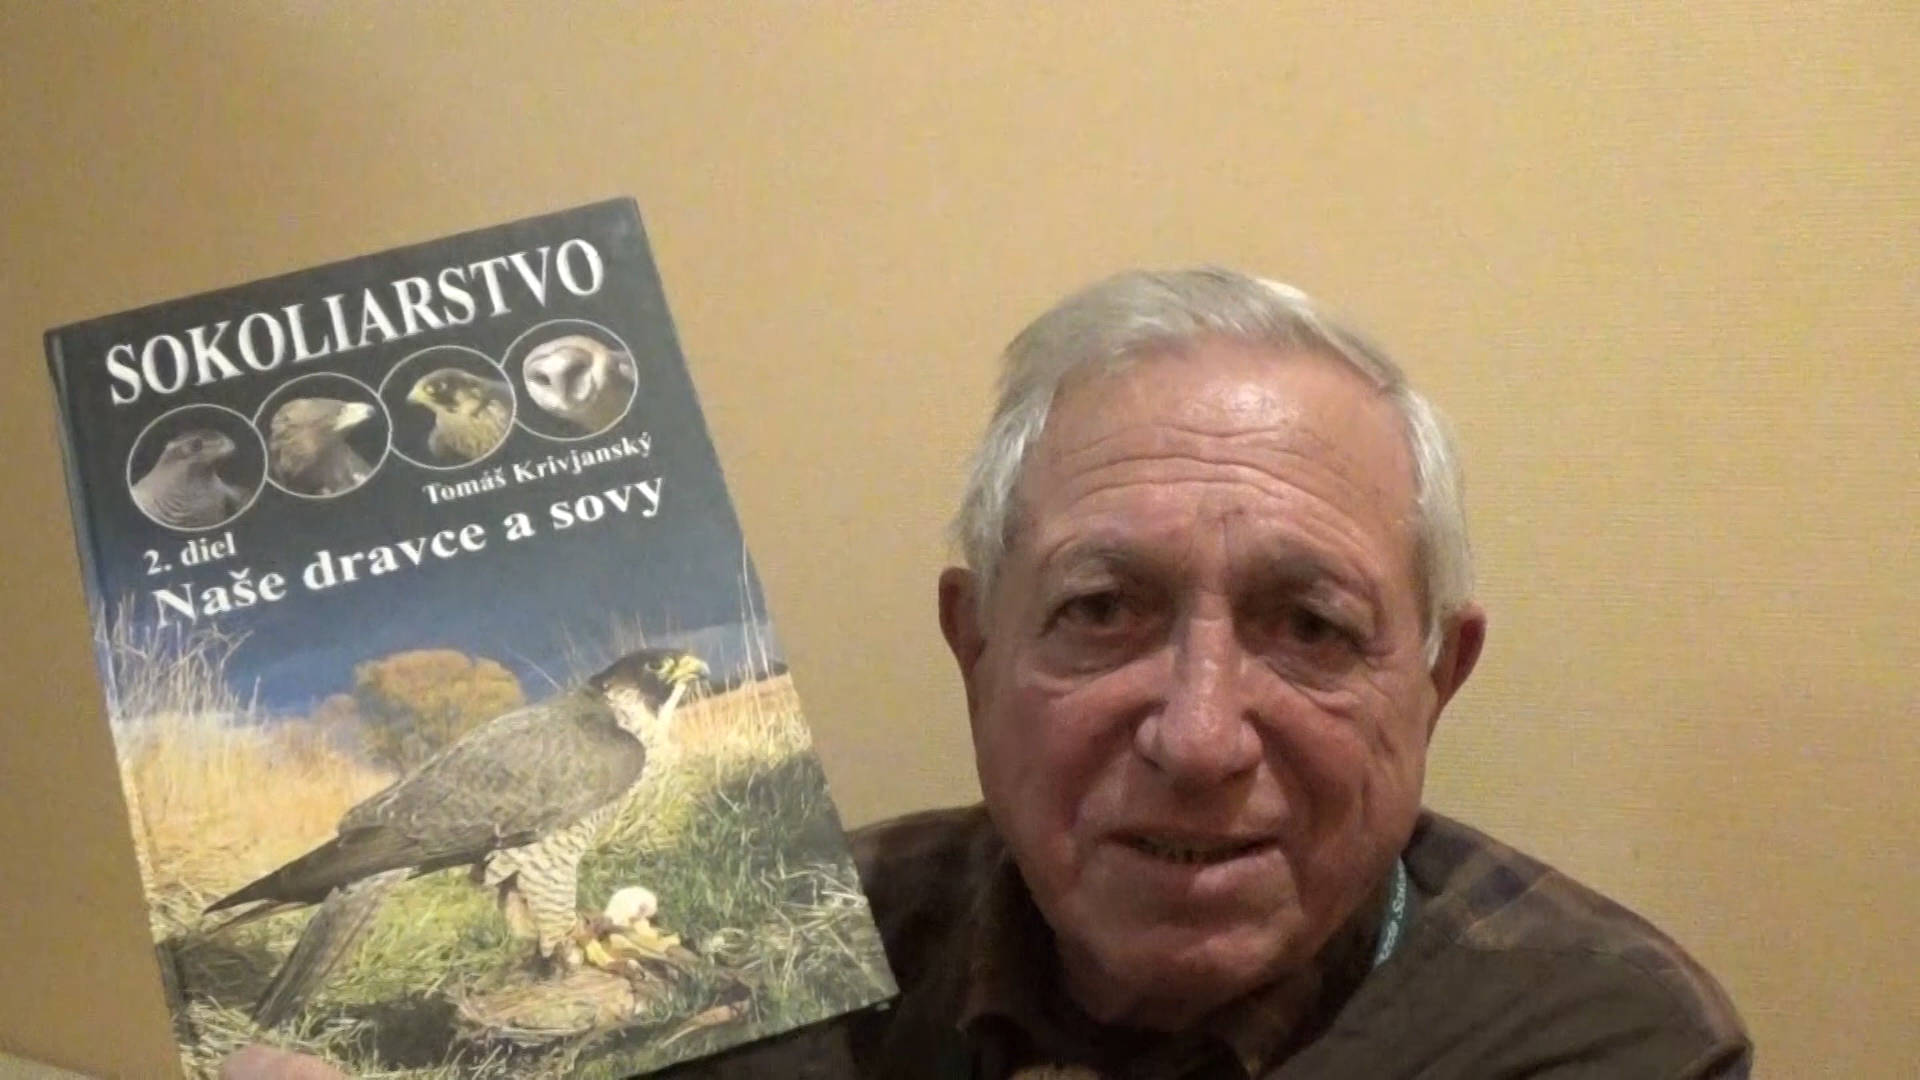 SOKOLIARSTVO
Tomáš Krivjanský
2. diel
Naše dravce a sovy